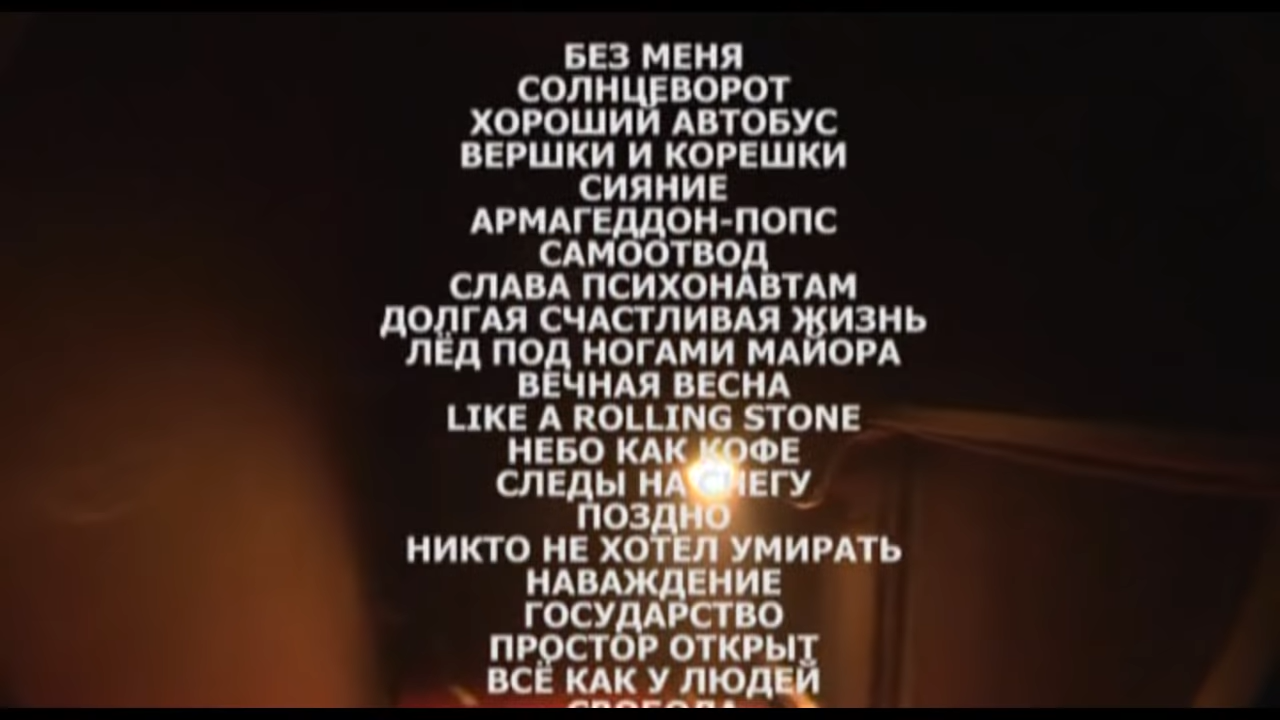 БЕЗ МЕНЯ
СОЛНЦЕВОРОТ
ХОРОШИЙ АВТОБУС
ВЕРШКИ И КОРЕШКИ
СИЯНИЕ
АРМАГЕДДОН-ПОПС
САМООТВОД
СЛАВА ПСИХОНАВТАМ
ДОЛГАЯ СЧАСТЛИВАЯ ЖИЗНЬ
ЛЁД ПОД НОГАМИ МАЙОРА
ВЕЧНАЯ ВЕСНА
LIKE A ROLLING STONE
НЕБО КАК КОФЕ
СЛЕДЫ НА СНЕГУ
ПОЗДНО
НИКТО НЕ ХОТЕЛ УМИРАТЬ
НАВАЖДЕНИЕ
ГОСУДАРСТВО
ПРОСТОР ОТКРЫТ
ВСЁ КАК У ЛЮДЕЙ
СВОБОДА